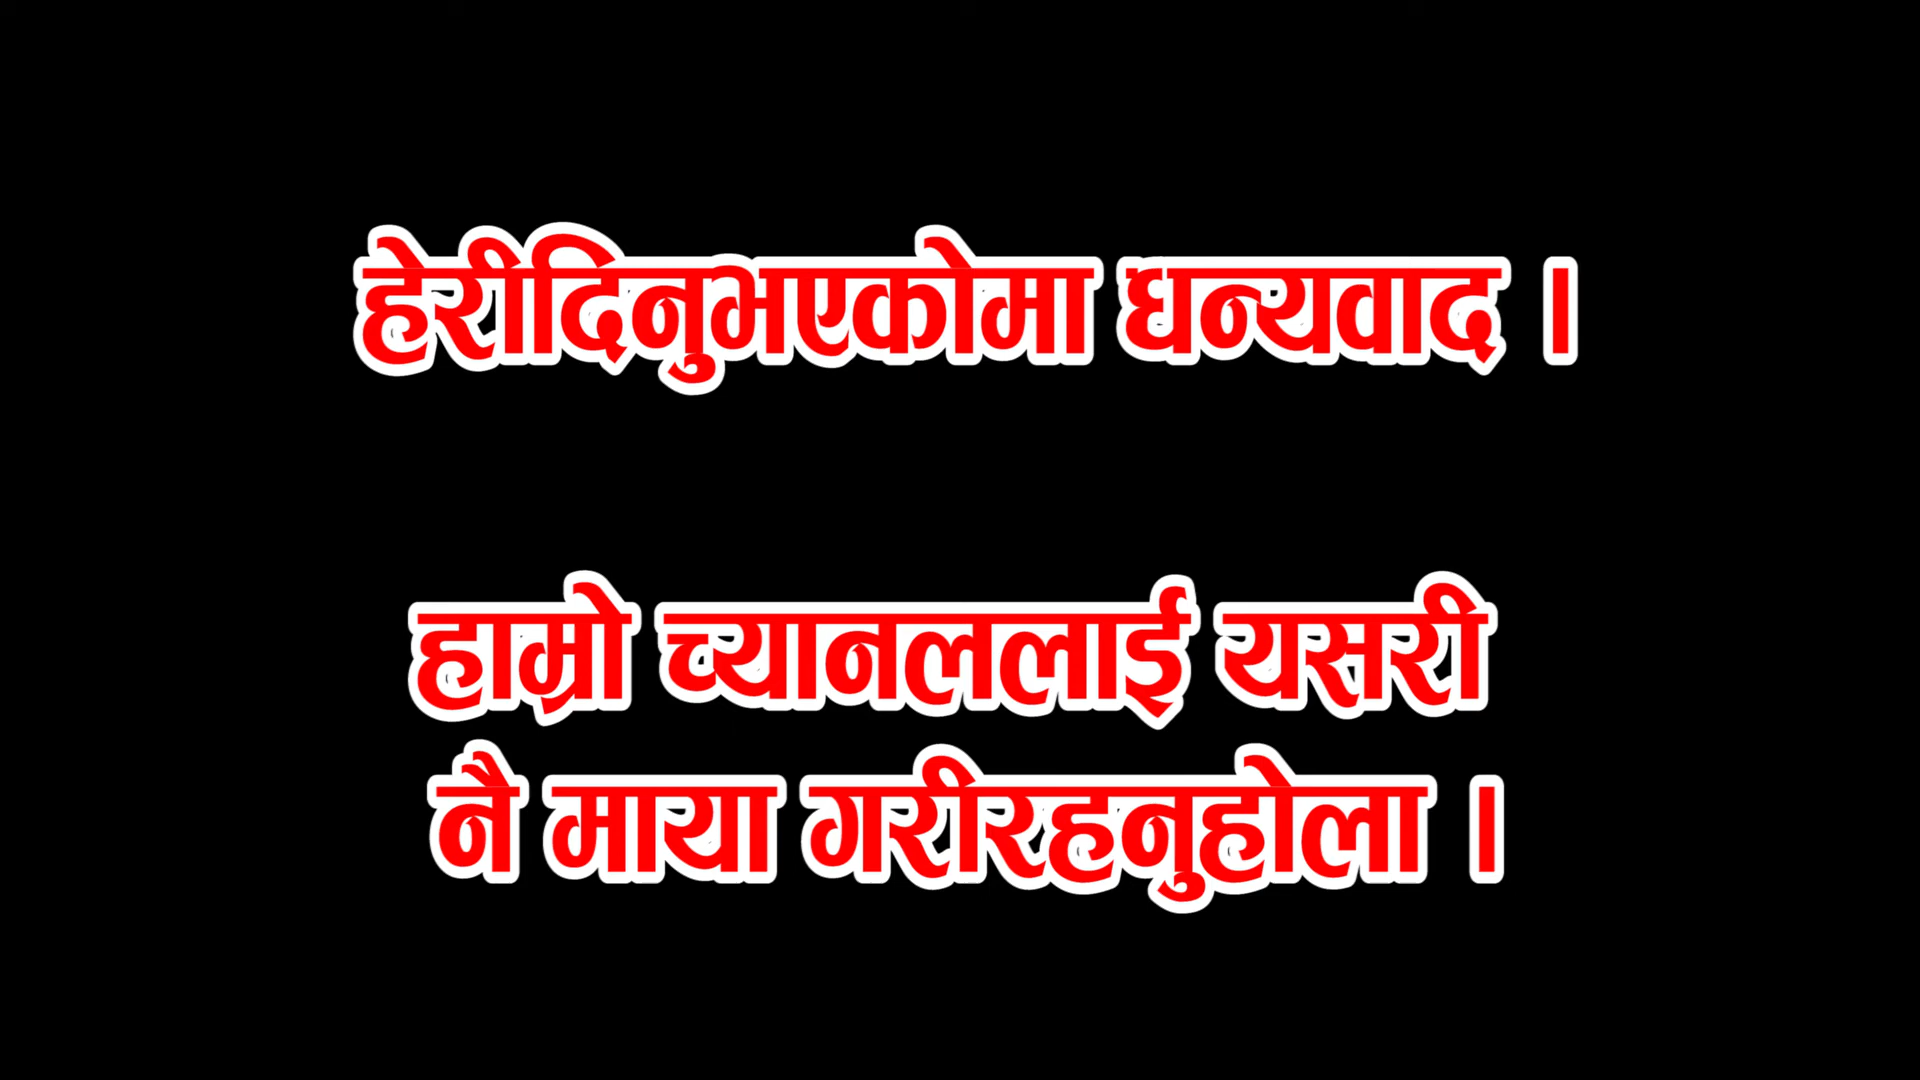 हेरीदिनुभएकोमा धन्यवाद ।
हाम्रो च्यानललाई यसरी
नै माया गरीरहनुहोला ।